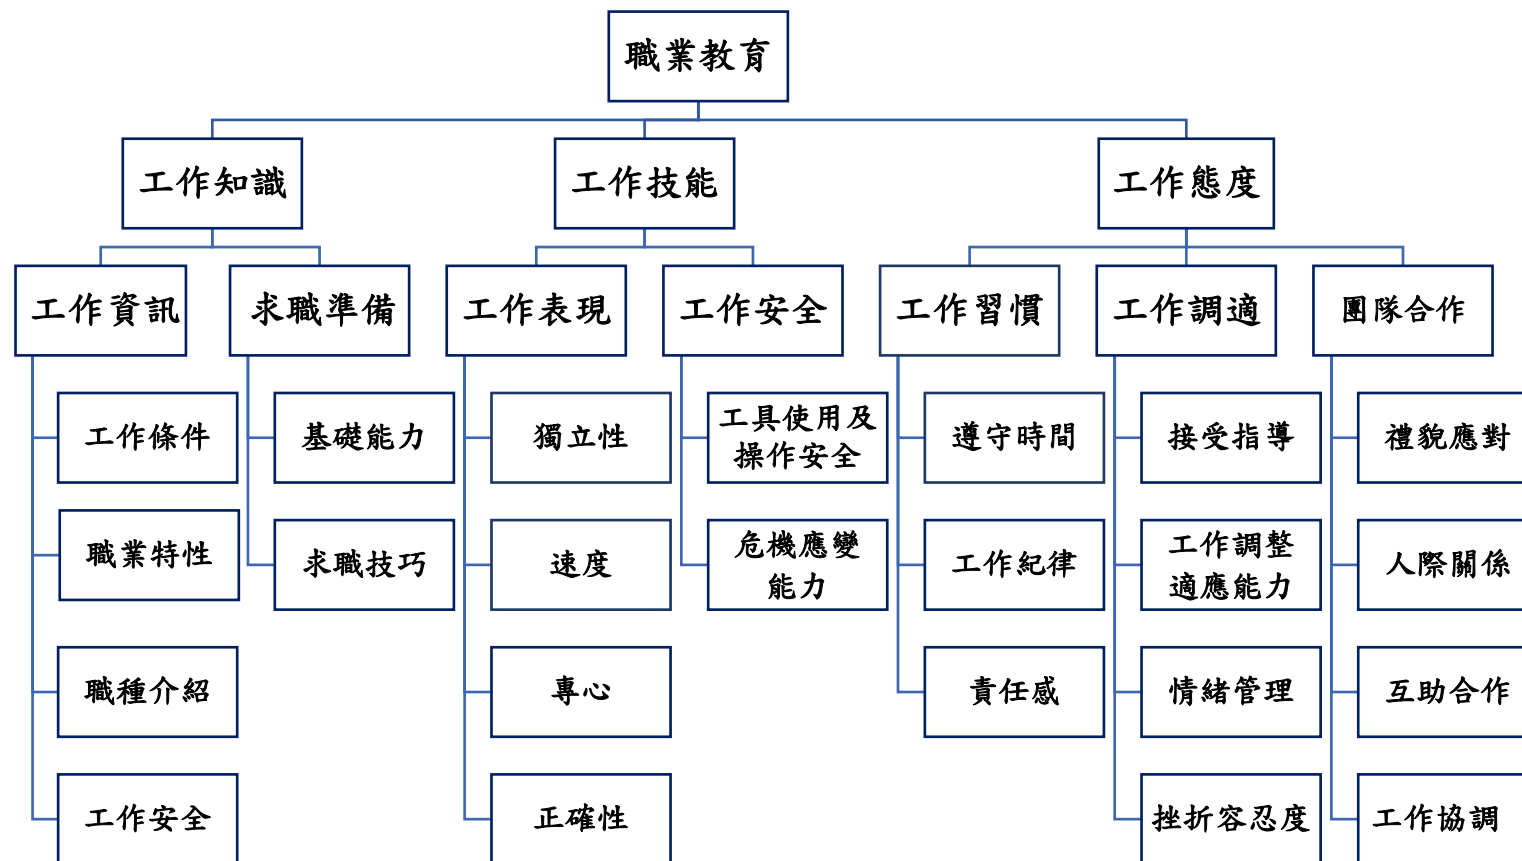 職業教育
工作知識
工作技能
工作態度
工作資訊
求職準備
工作表現
工作安全
工作習慣
工作調適
團隊合作
工作條件
職業特性
職種介紹
工作安全
基礎能力
求職技巧
獨立性
速度
專心
正確性
工具使用及
操作安全
危機應變
能力
遵守時間
工作紀律
責任感
接受指導
工作調整
適應能力
情緒管理
挫折容忍度
禮貌應對
人際關係
互助合作
工作協調